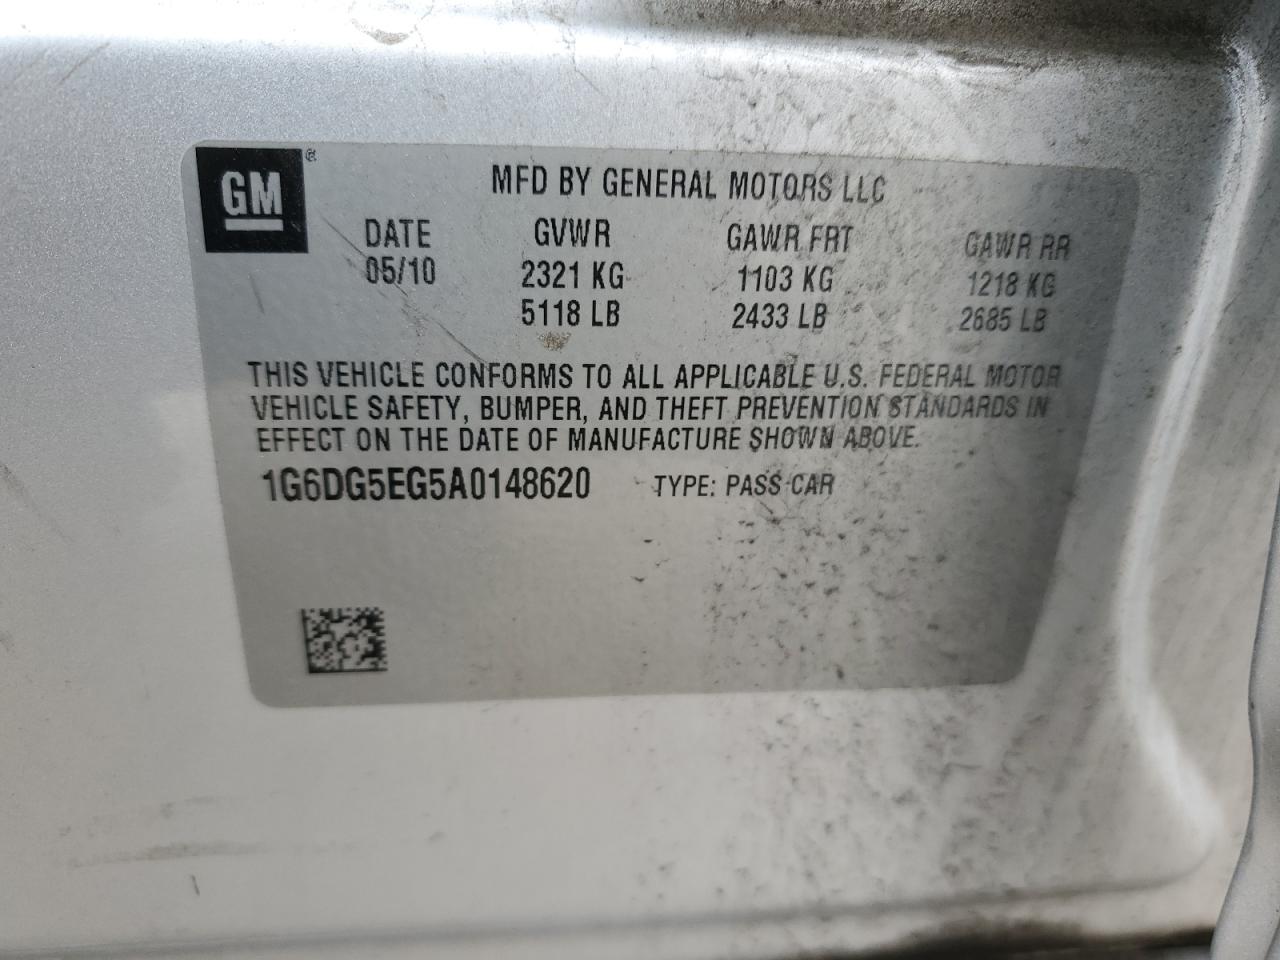 GM
MFD BY GENERAL MOTORS LLC
DATE GVWR GAWR FRT GAWR RR
05/10 2321 KG 1103 KG 1218 KG
5118 LB 2433 LB 2685 LB
THIS VEHICLE CONFORMS TO ALL APPLICABLE U.S. FEDERAL MOTOR
VEHICLE SAFETY, BUMPER, AND THEFT PREVENTION STANDARDS IN
EFFECT ON THE DATE OF MANUFACTURE SHOWN ABOVE.
1G6DG5EG5A0148620 TYPE: PASS CAR